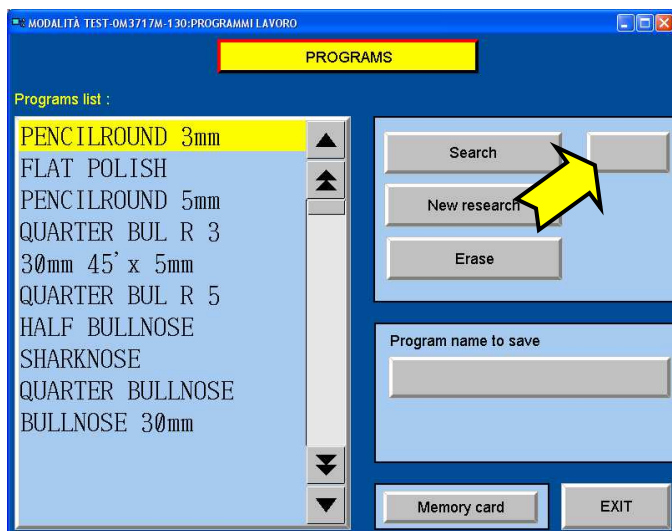 MODALITÀ TEST-0M3717M-130:PROGRAMMI LAVORO
PROGRAMS
Programs list :
PENCILROUND 3mm
FLAT POLISH
PENCILROUND 5mm
QUARTER BUL R 3
30mm 45' x 5mm
QUARTER BUL R 5
HALF BULLNOSE
SHARKNOSE
QUARTER BULLNOSE
BULLNOSE 30mm
Search
New research
Erase
Program name to save
Memory card
EXIT